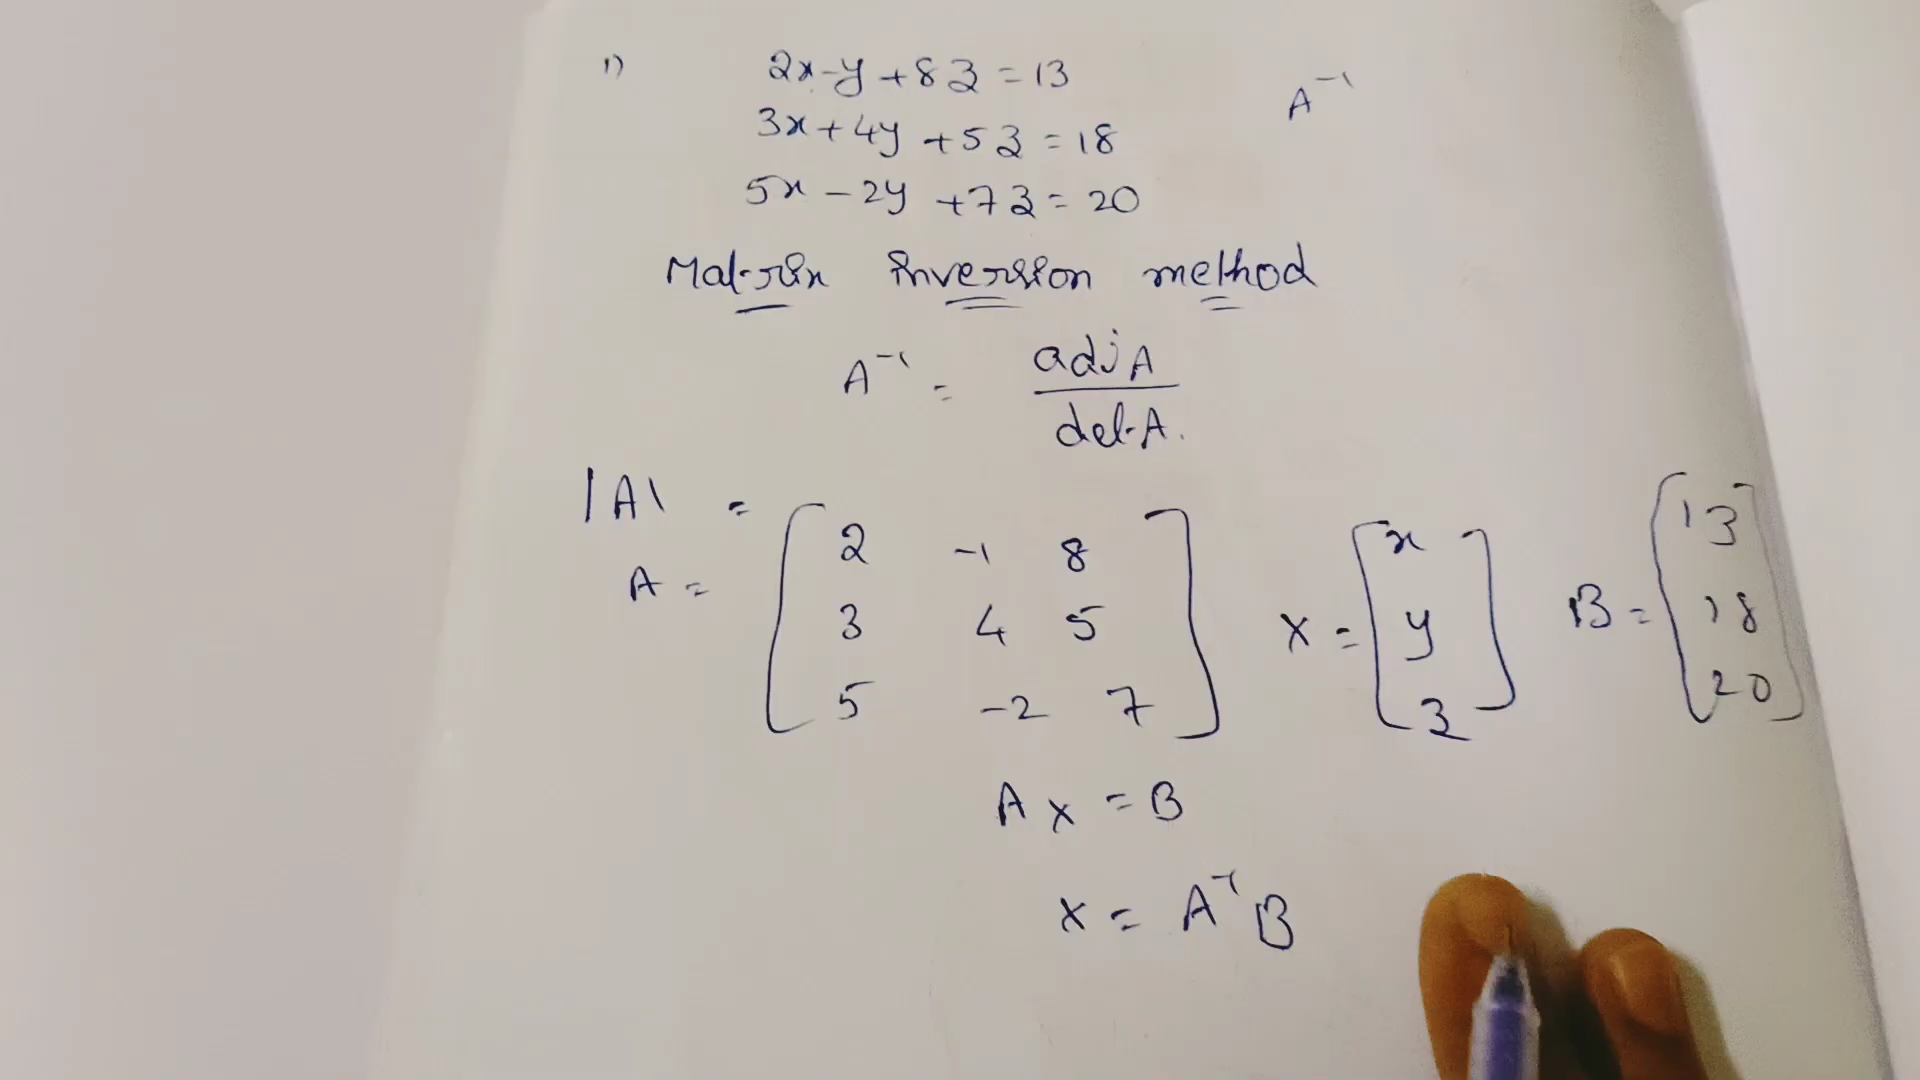 1) 2x-y+8z=13
A⁻¹
3x+4y+5z=18
5x-2y+7z=20
Matrix inversion method
A⁻¹ = adjA
det.A.
|A| =
A = [2 -1 8
3 4 5
5 -2 7]
X = [x
y
z]
B = [13
18
20]
AX = B
X = A⁻¹B